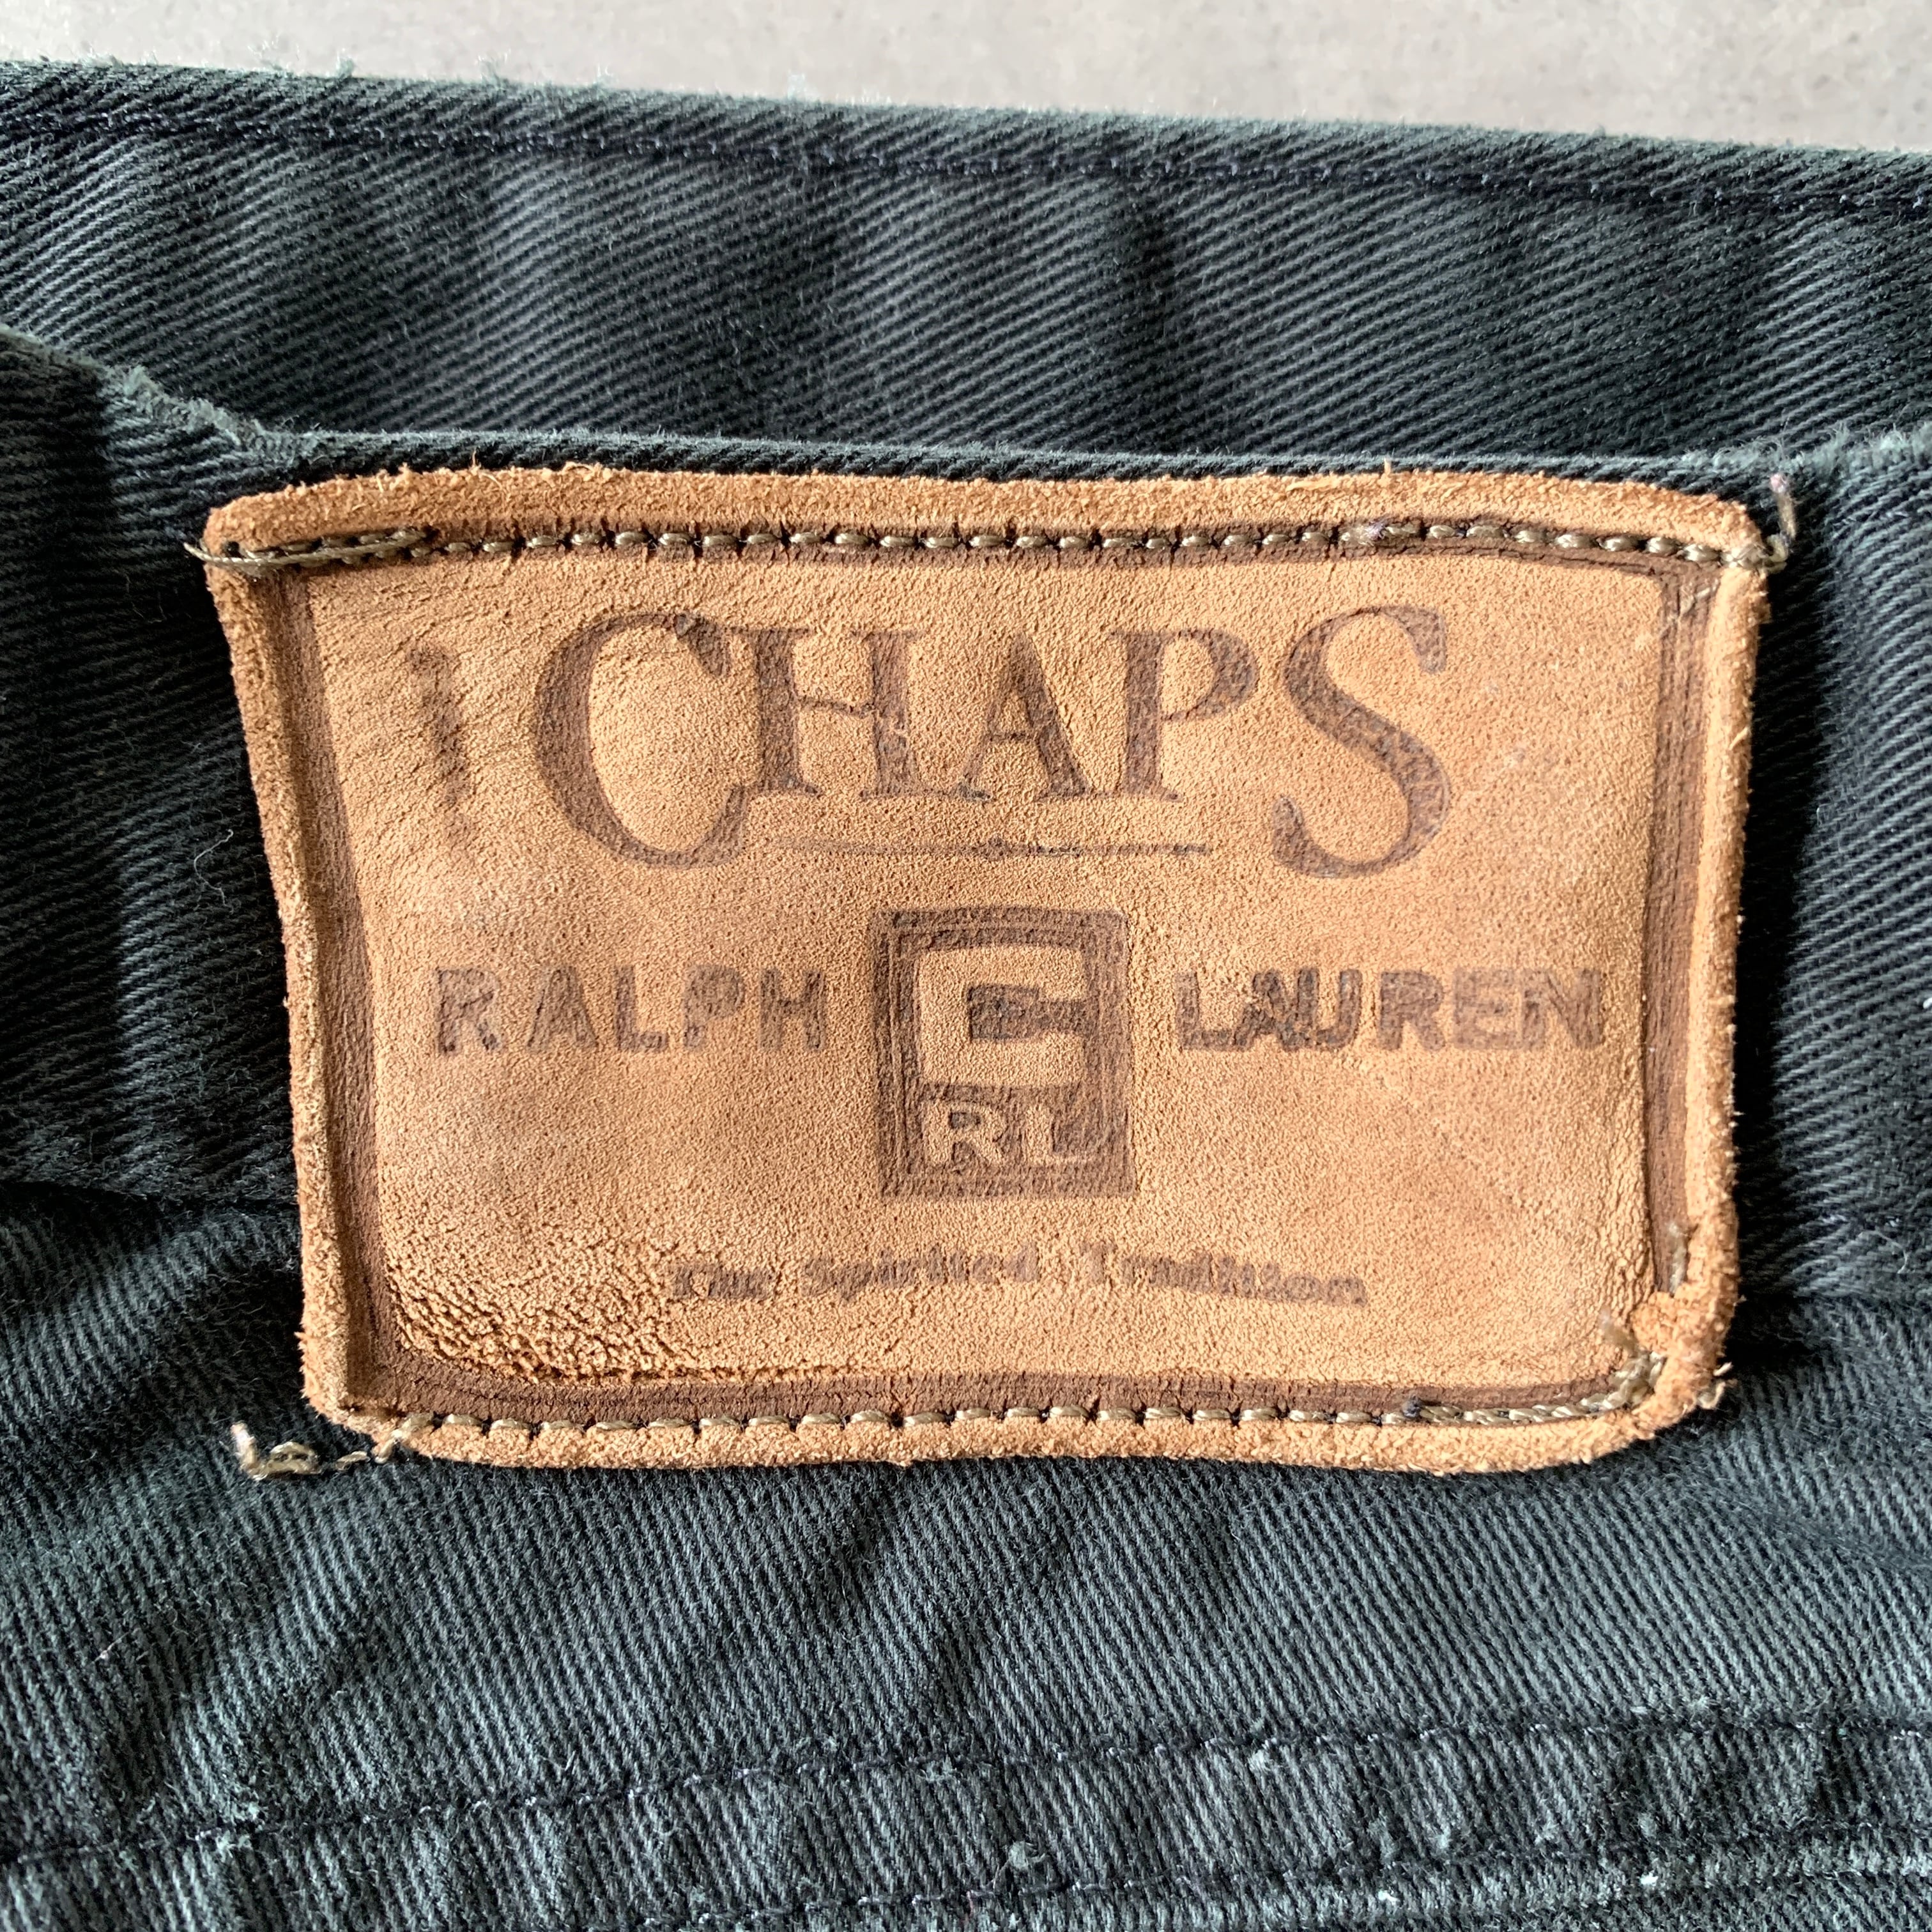 CHAPS
RALPH LAUREN
RL
The Spirited Tradition